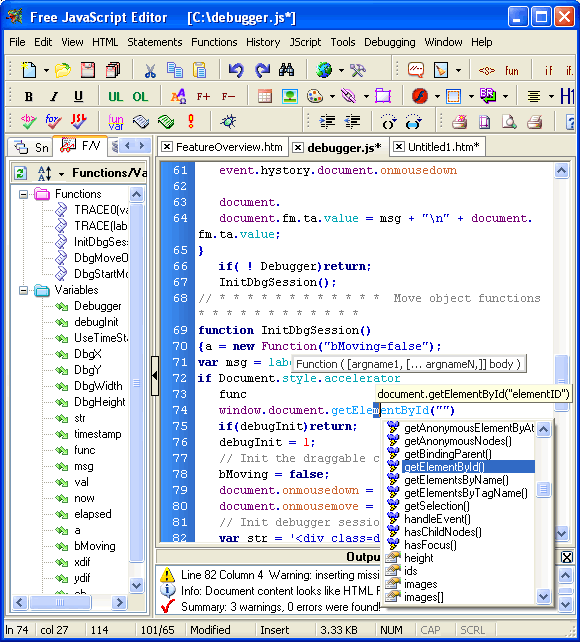 Free JavaScript Editor [C:\debugger.js*]
File Edit View HTML Statements Functions History JScript Tools Debugging Window Help
<S> fun if if
B I U UL OL F+ F- BR H1
fun var
Sn F/V
FeatureOverview.htm debugger.js* Untitled1.htm*
Functions/Va
Functions
TRACE0(va
TRACE(lab
InitDbgSes
DbgMoveO
DbgStartMo
Variables
Debugger
debugInit
UseTimeSt
DbgX
DbgY
DbgWidth
DbgHeight
str
timestamp
func
msg
val
now
elapsed
a
bMoving
xdif
ydif
61 event.hystory.document.onmousedown
62
63 document.
64 document.fm.ta.value = msg + "\n" + document.
fm.ta.value;
65 }
66 if( ! Debugger)return;
67 InitDbgSession();
68 // * * * * * * * * * * * * Move object functions
* * * * * * * * * * * *
69 function InitDbgSession()
70 {a = new Function("bMoving=false");
71 var msg = labe
Function ( [argname1, [... argnameN,]] body )
72 if Document.style.accelerator
73 func
document.getElementById("elementID")
74 window.document.getElementById("")
75 if(debugInit)return;
76 debugInit = 1;
77 // Init the draggable c
78 bMoving = false;
79 document.onmousedown =
80 document.onmousemove =
81 // Init debugger sessio
82 var str = '<div class=d
getAnonymousElementByAt
getAnonymousNodes()
getBindingParent()
getElementById()
getElementsByName()
getElementsByTagName()
getSelection()
handleEvent()
hasChildNodes()
hasFocus()
height
ids
images
images[]
Outpu
Line 82 Column 4 Warning: inserting missi
Info: Document content looks like HTML P
Summary: 3 warnings, 0 errors were found!
ln 74 col 27 114 101/65 Modified Insert 3.33 KB NUM CAP SCRL